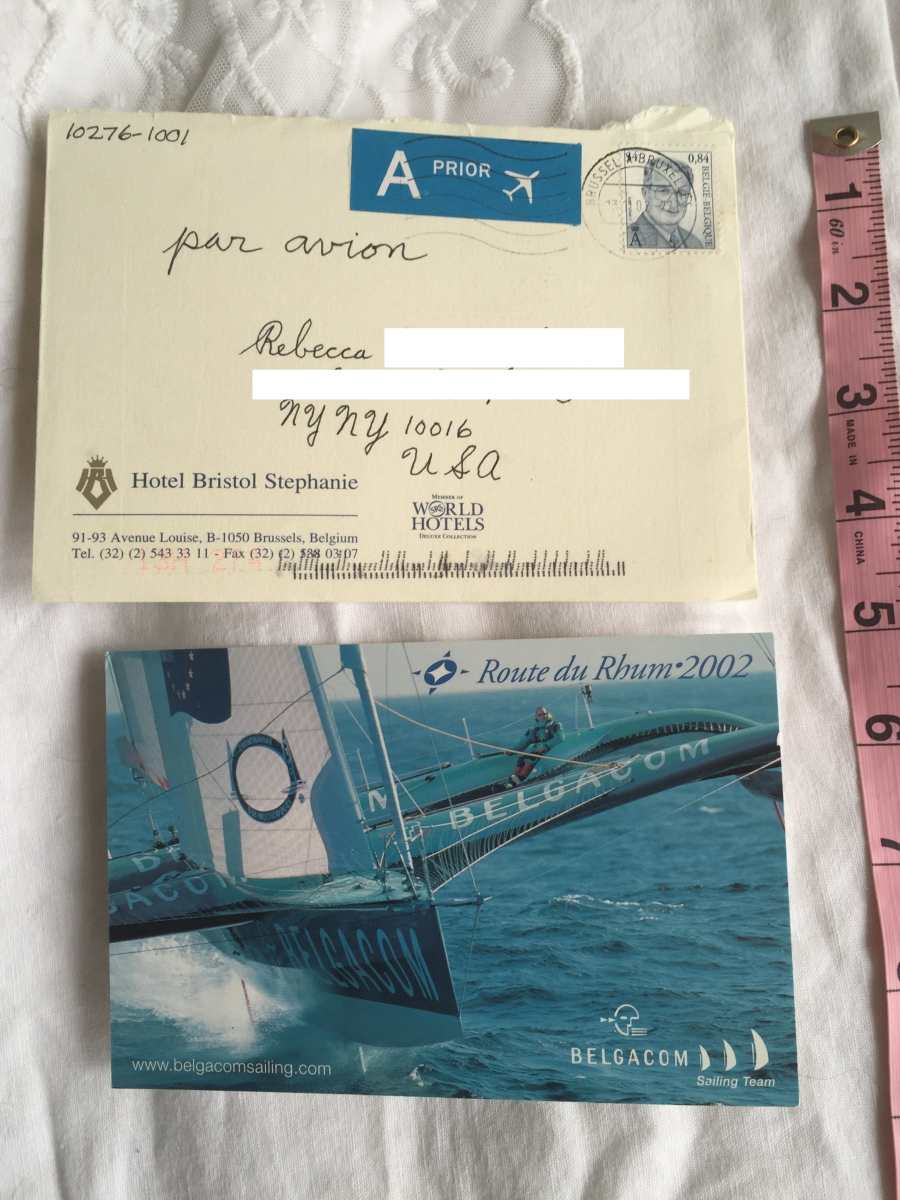 10276-1001
A PRIOR
BRUSSEL * BRUXELLES
34 0,84
BELGIE-BELGIQUE
A
par avion
Rebecca
NY NY 10016
USA
Hotel Bristol Stephanie
91-93 Avenue Louise, B-1050 Brussels, Belgium
Tel. (32) (2) 543 33 11 - Fax (32) (2) 538 03 07
MEMBER OF
WORLD
HOTELS
DELUXE COLLECTION
Route du Rhum•2002
BELGACOM
BELGACOM
www.belgacomsailing.com
BELGACOM
Sailing Team
1
60 in
2
3
MADE IN
4
CHINA
5
6
7